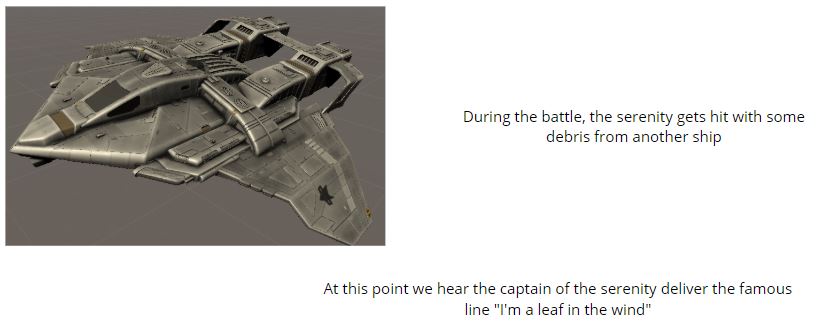 During the battle, the serenity gets hit with some
debris from another ship
At this point we hear the captain of the serenity deliver the famous
line "I'm a leaf in the wind"